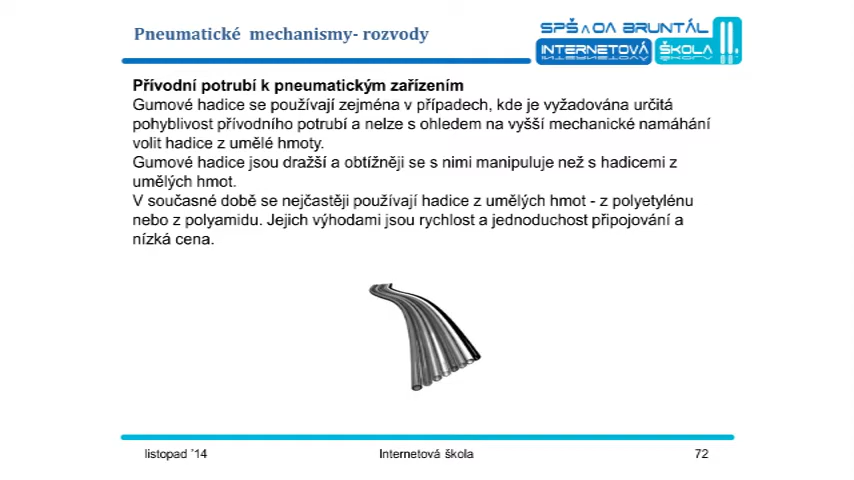 Pneumatické mechanismy- rozvody
SPŠ A OA BRUNTÁL
INTERNETOVÁ ŠKOLA
Přívodní potrubí k pneumatickým zařízením
Gumové hadice se používají zejména v případech, kde je vyžadována určitá
pohyblivost přívodního potrubí a nelze s ohledem na vyšší mechanické namáhání
volit hadice z umělé hmoty.
Gumové hadice jsou dražší a obtížněji se s nimi manipuluje než s hadicemi z
umělých hmot.
V současné době se nejčastěji používají hadice z umělých hmot - z polyetylénu
nebo z polyamidu. Jejich výhodami jsou rychlost a jednoduchost připojování a
nízká cena.
listopad ’14
Internetová škola
72